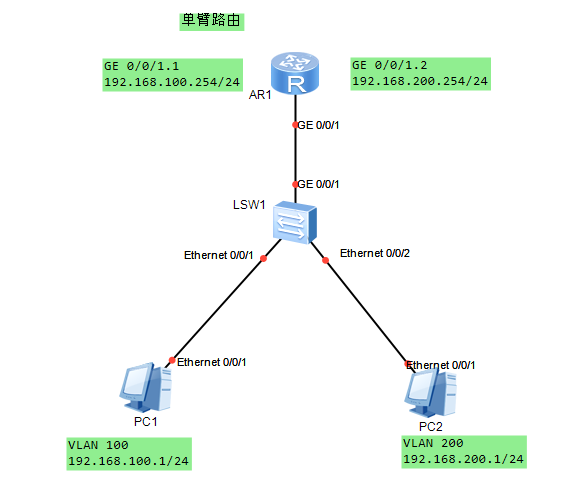 单臂路由
GE 0/0/1.1
192.168.100.254/24
GE 0/0/1.2
192.168.200.254/24
R
AR1
GE 0/0/1
GE 0/0/1
LSW1
Ethernet 0/0/1
Ethernet 0/0/2
Ethernet 0/0/1
Ethernet 0/0/1
PC1
PC2
VLAN 100
192.168.100.1/24
VLAN 200
192.168.200.1/24